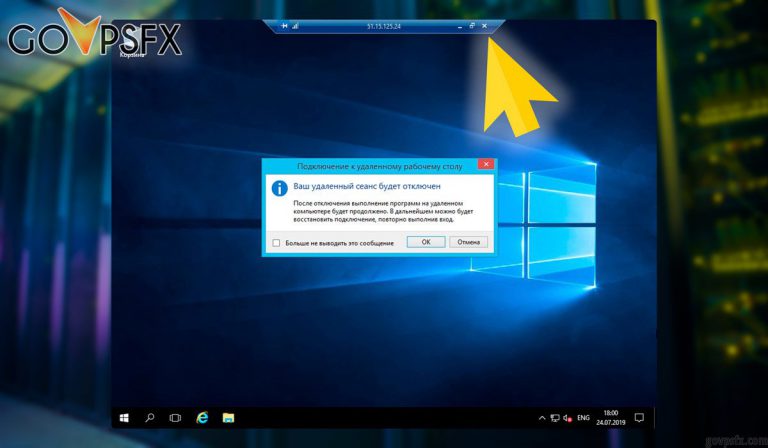 GOVPSFX
51.15.125.24
Корзина
Подключение к удаленному рабочему столу
Ваш удаленный сеанс будет отключен
После отключения выполнение программ на удаленном
компьютере будет продолжено. В дальнейшем можно будет
восстановить подключение, повторно выполнив вход.
Больше не выводить это сообщение
OK
Отмена
ENG
18:00
24.07.2019
govpsfx.com